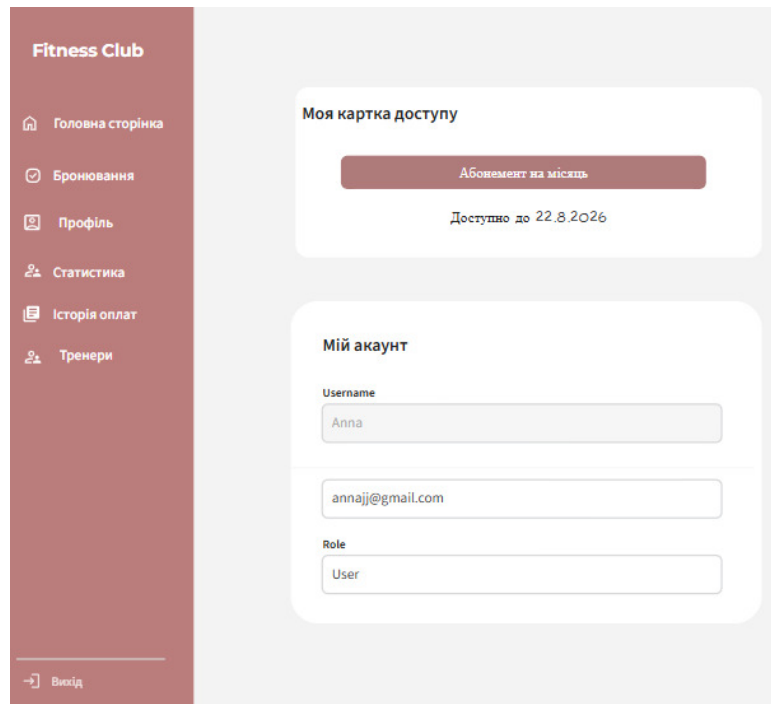 Fitness Club
Головна сторінка
Бронювання
Профіль
Статистика
Історія оплат
Тренери
Вихід
Моя картка доступу
Абонемент на місяць
Доступно до 22.8.2026
Мій акаунт
Username
Anna
annajj@gmail.com
Role
User